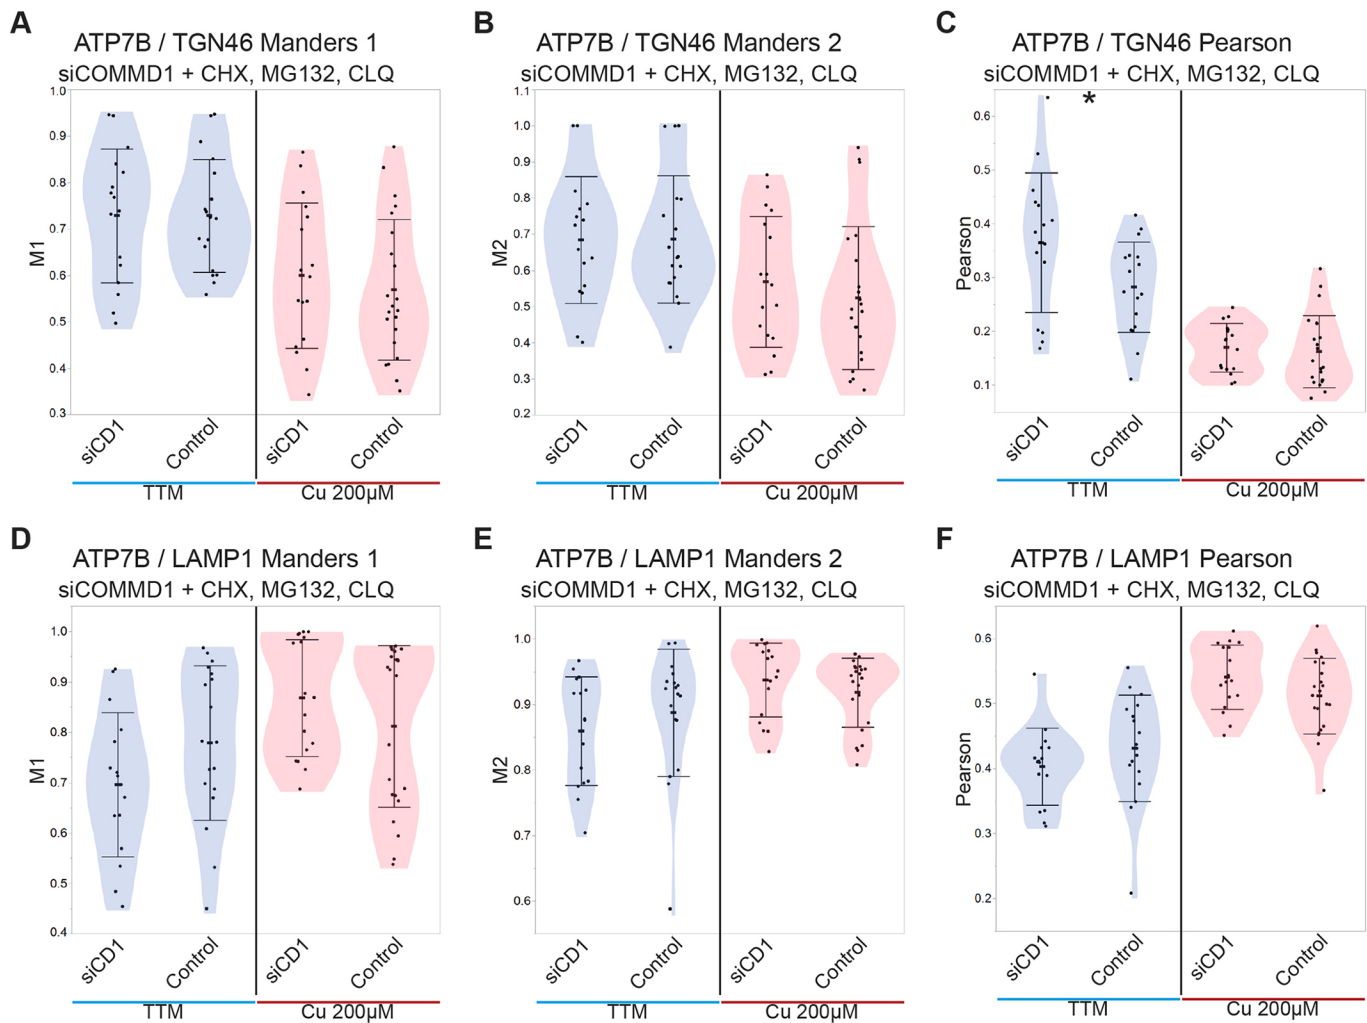 A
ATP7B / TGN46 Manders 1
siCOMMD1 + CHX, MG132, CLQ
1.0
0.9
0.8
0.7
0.6
0.5
0.4
0.3
M1
siCD1
Control
siCD1
Control
TTM
Cu 200µM
B
ATP7B / TGN46 Manders 2
siCOMMD1 + CHX, MG132, CLQ
1.1
1.0
0.9
0.8
0.7
0.6
0.5
0.4
0.3
0.2
M2
siCD1
Control
siCD1
Control
TTM
Cu 200µM
C
ATP7B / TGN46 Pearson
siCOMMD1 + CHX, MG132, CLQ
*
0.6
0.5
0.4
0.3
0.2
0.1
Pearson
siCD1
Control
siCD1
Control
TTM
Cu 200µM
D
ATP7B / LAMP1 Manders 1
siCOMMD1 + CHX, MG132, CLQ
1.0
0.9
0.8
0.7
0.6
0.5
0.4
M1
siCD1
Control
siCD1
Control
TTM
Cu 200µM
E
ATP7B / LAMP1 Manders 2
siCOMMD1 + CHX, MG132, CLQ
1.0
0.9
0.8
0.7
0.6
M2
siCD1
Control
siCD1
Control
TTM
Cu 200µM
F
ATP7B / LAMP1 Pearson
siCOMMD1 + CHX, MG132, CLQ
0.6
0.5
0.4
0.3
0.2
Pearson
siCD1
Control
siCD1
Control
TTM
Cu 200µM